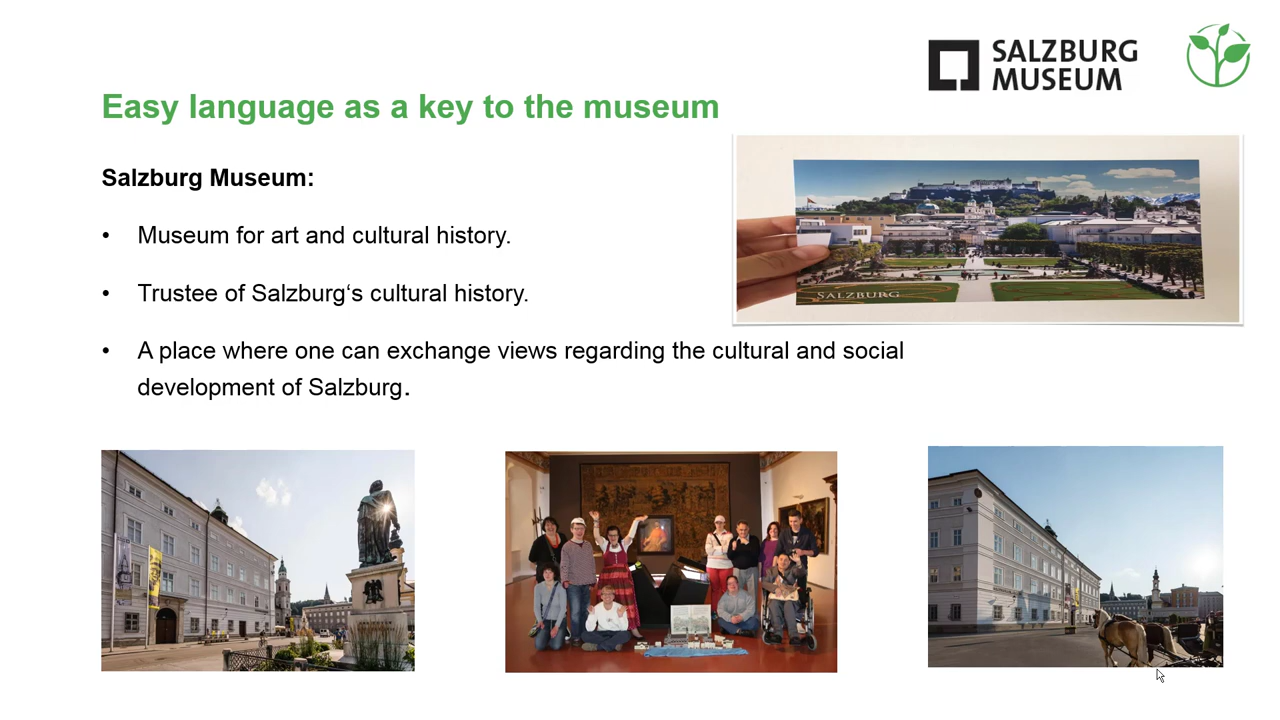 SALZBURG
MUSEUM
Easy language as a key to the museum
Salzburg Museum:
• Museum for art and cultural history.
• Trustee of Salzburg‘s cultural history.
• A place where one can exchange views regarding the cultural and social
development of Salzburg.
SALZBURG